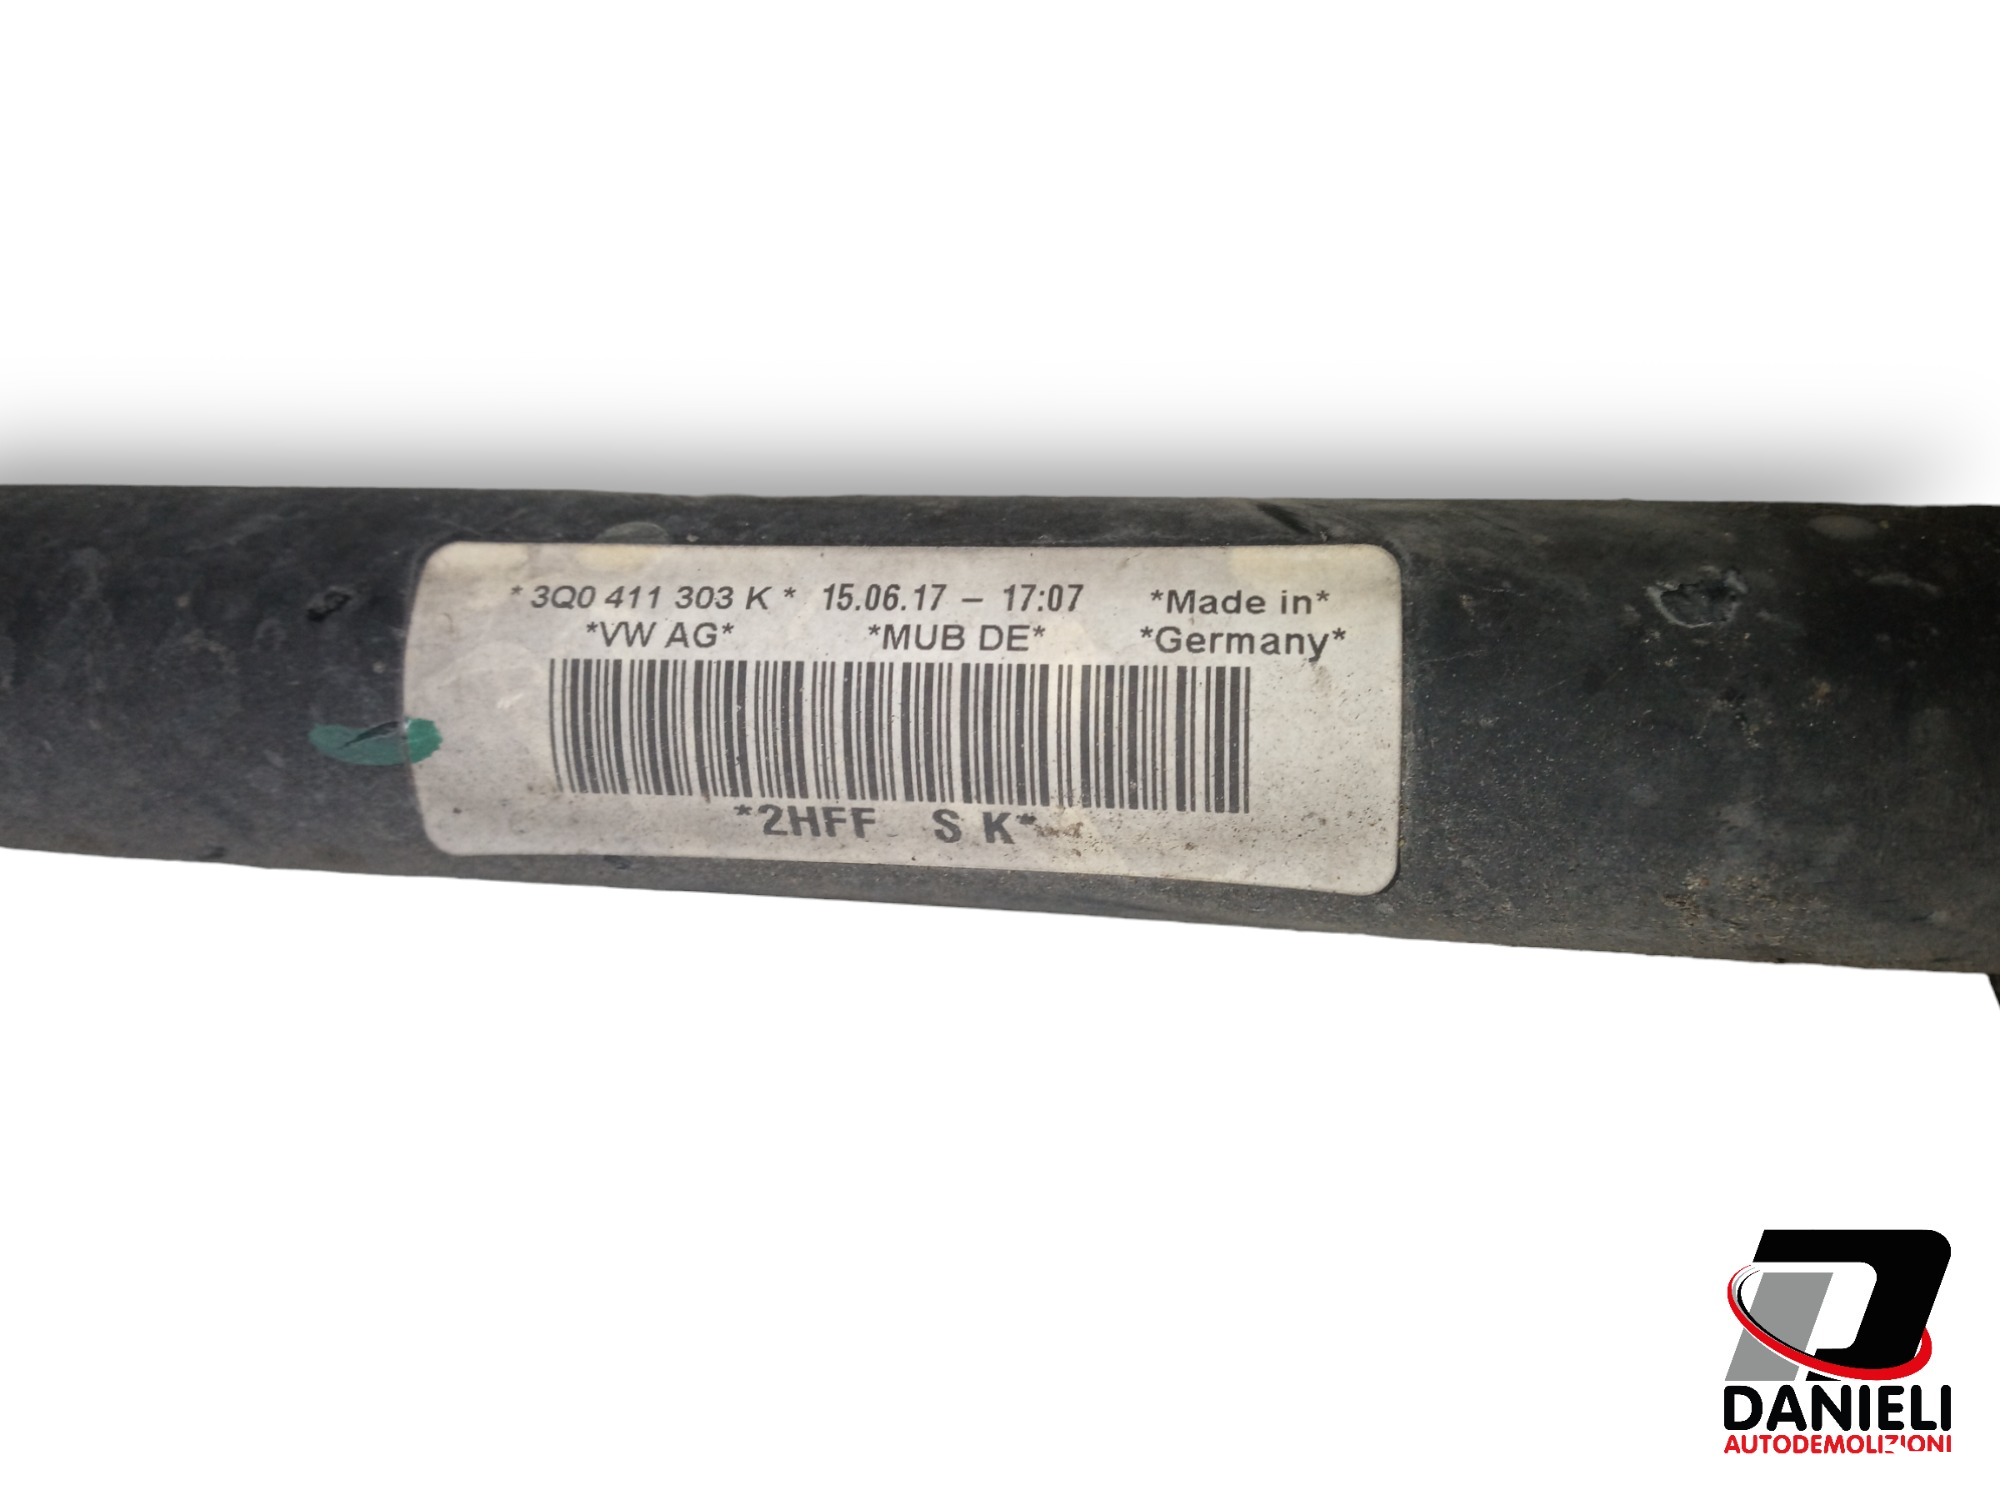 *3Q0 411 303 K* 15.06.17 – 17:07 *Made in*
*VW AG* *MUB DE* *Germany*
*2HFF S K*
DANIELI
AUTODEMOLIZIONI